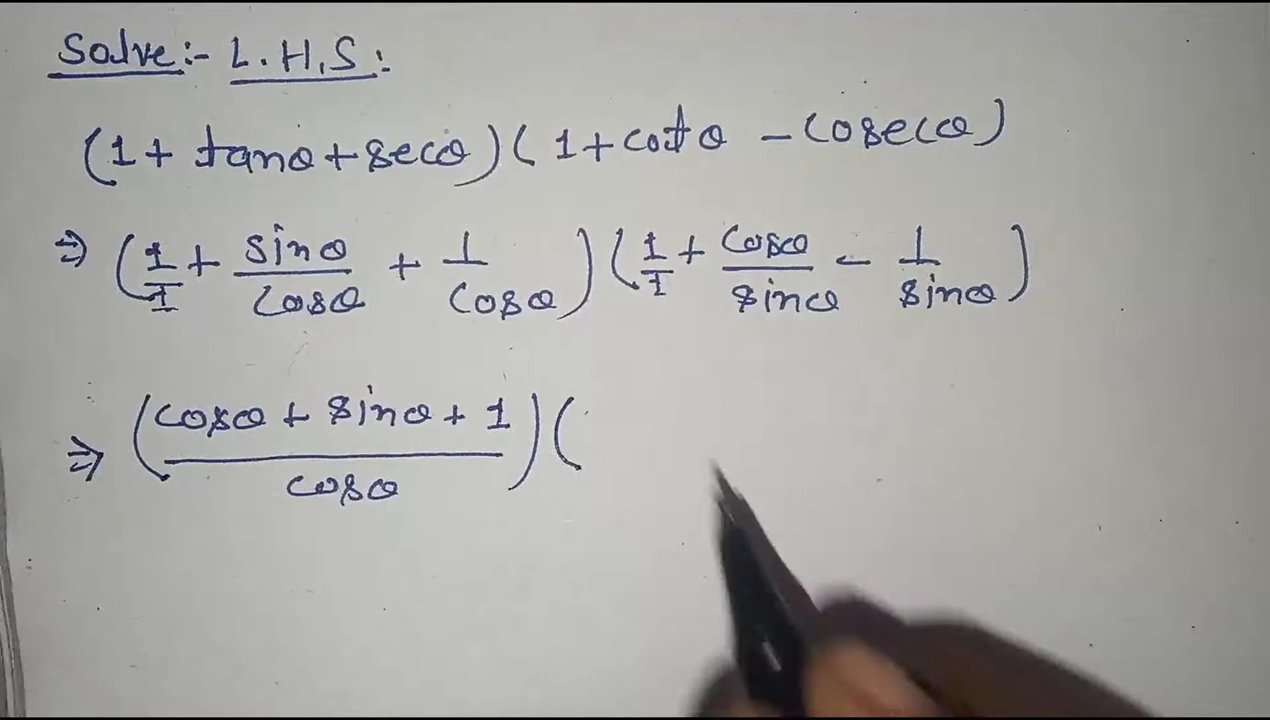 Solve:- L.H.S:
(1 + tanθ + secθ)(1 + cotθ - cosecθ)
⇒ (1/1 + sinθ/cosθ + 1/cosθ)(1/1 + cosθ/sinθ - 1/sinθ)
⇒ (cosθ + sinθ + 1/cosθ)(